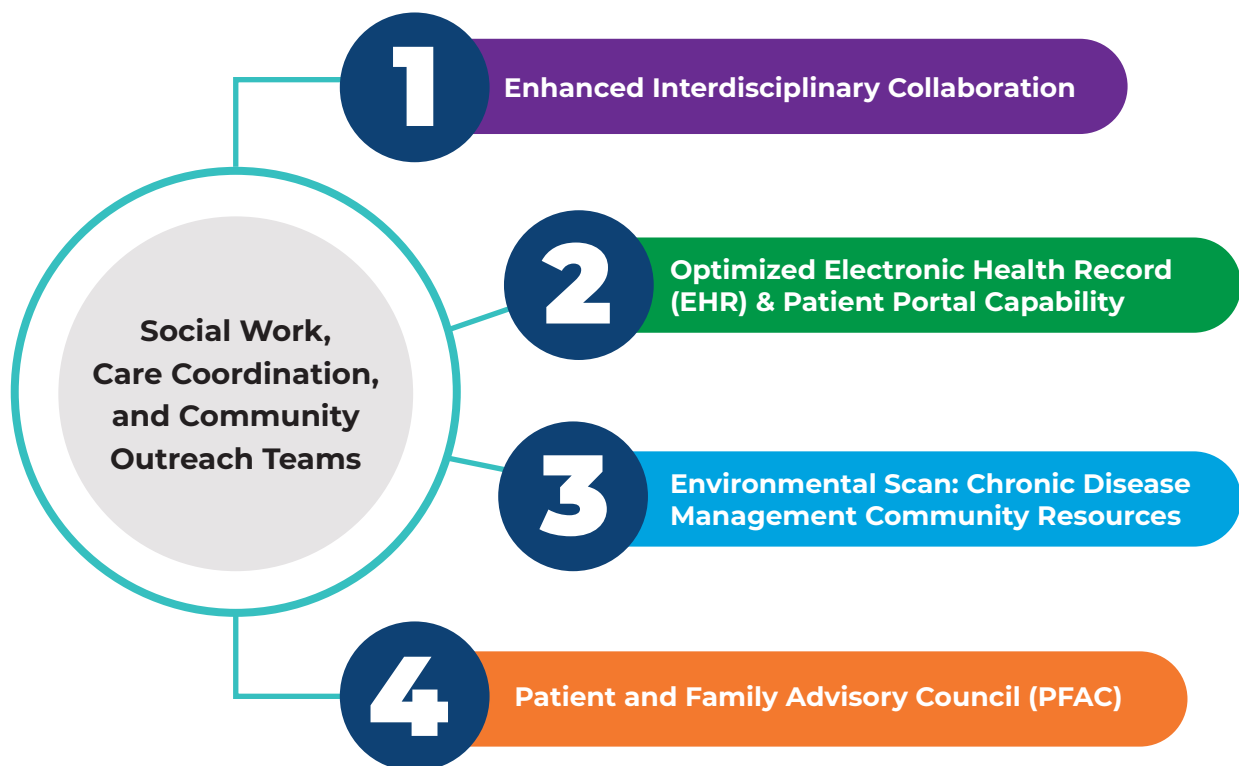 1
Enhanced Interdisciplinary Collaboration
2
Optimized Electronic Health Record
(EHR) & Patient Portal Capability
Social Work,
Care Coordination,
and Community
Outreach Teams
3
Environmental Scan: Chronic Disease
Management Community Resources
4
Patient and Family Advisory Council (PFAC)